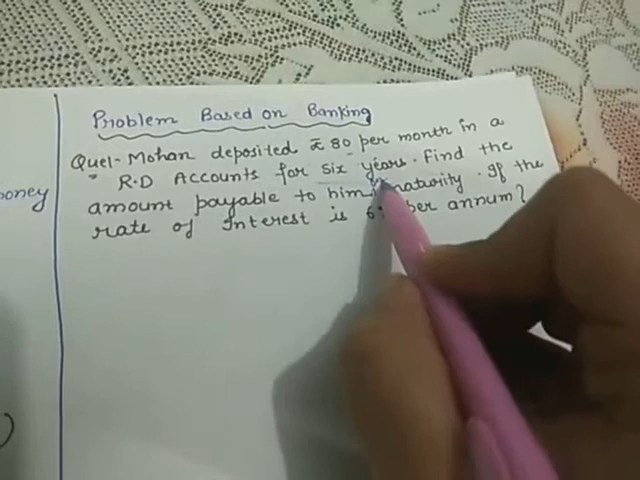 Problem Based on Banking
Que1- Mohan deposited ₹ 80 per month in a
R.D Accounts for six years. Find the
amount payable to him maturity. If the
rate of Interest is 6% per annum?
oney